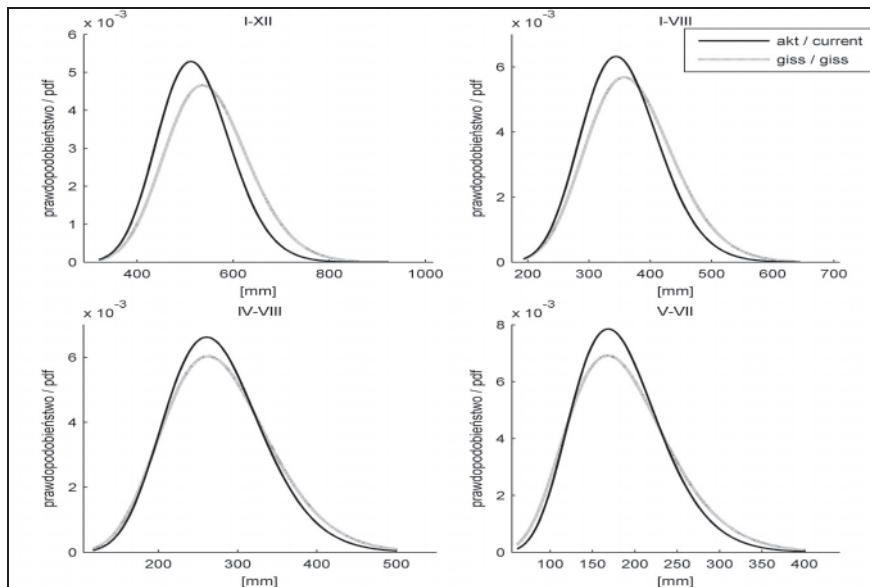 I-XII
x 10⁻³
6
5
4
3
2
1
0
prawdopodobieństwo / pdf
400 600 800 1000
[mm]
I-VIII
x 10⁻³
akt / current
giss / giss
6
4
2
0
prawdopodobieństwo / pdf
200 300 400 500 600 700
[mm]
IV-VIII
x 10⁻³
6
4
2
0
prawdopodobieństwo / pdf
200 300 400 500
[mm]
V-VII
x 10⁻³
8
6
4
2
0
prawdopodobieństwo / pdf
100 150 200 250 300 350 400
[mm]